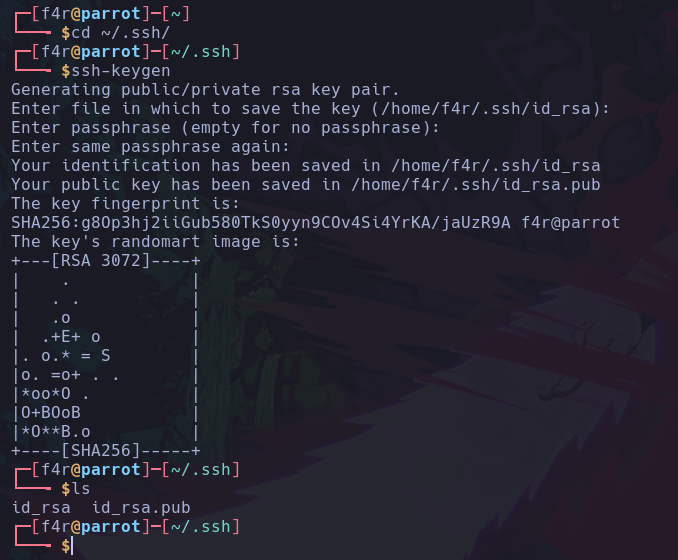 ┌─[f4r@parrot]─[~]
└──╼ $cd ~/.ssh/
┌─[f4r@parrot]─[~/.ssh]
└──╼ $ssh-keygen
Generating public/private rsa key pair.
Enter file in which to save the key (/home/f4r/.ssh/id_rsa):
Enter passphrase (empty for no passphrase):
Enter same passphrase again:
Your identification has been saved in /home/f4r/.ssh/id_rsa
Your public key has been saved in /home/f4r/.ssh/id_rsa.pub
The key fingerprint is:
SHA256:g8Op3hj2iiGub580TkS0yyn9COv4Si4YrKA/jaUzR9A f4r@parrot
The key's randomart image is:
+---[RSA 3072]----+
|    .            |
|   . .           |
|   .o            |
|  .+E+ o         |
|. o.* = S        |
|o. =o+ . .       |
|*oo*O .          |
|O+BOoB           |
|*O**B.o          |
+----[SHA256]-----+
┌─[f4r@parrot]─[~/.ssh]
└──╼ $ls
id_rsa  id_rsa.pub
┌─[f4r@parrot]─[~/.ssh]
└──╼ $